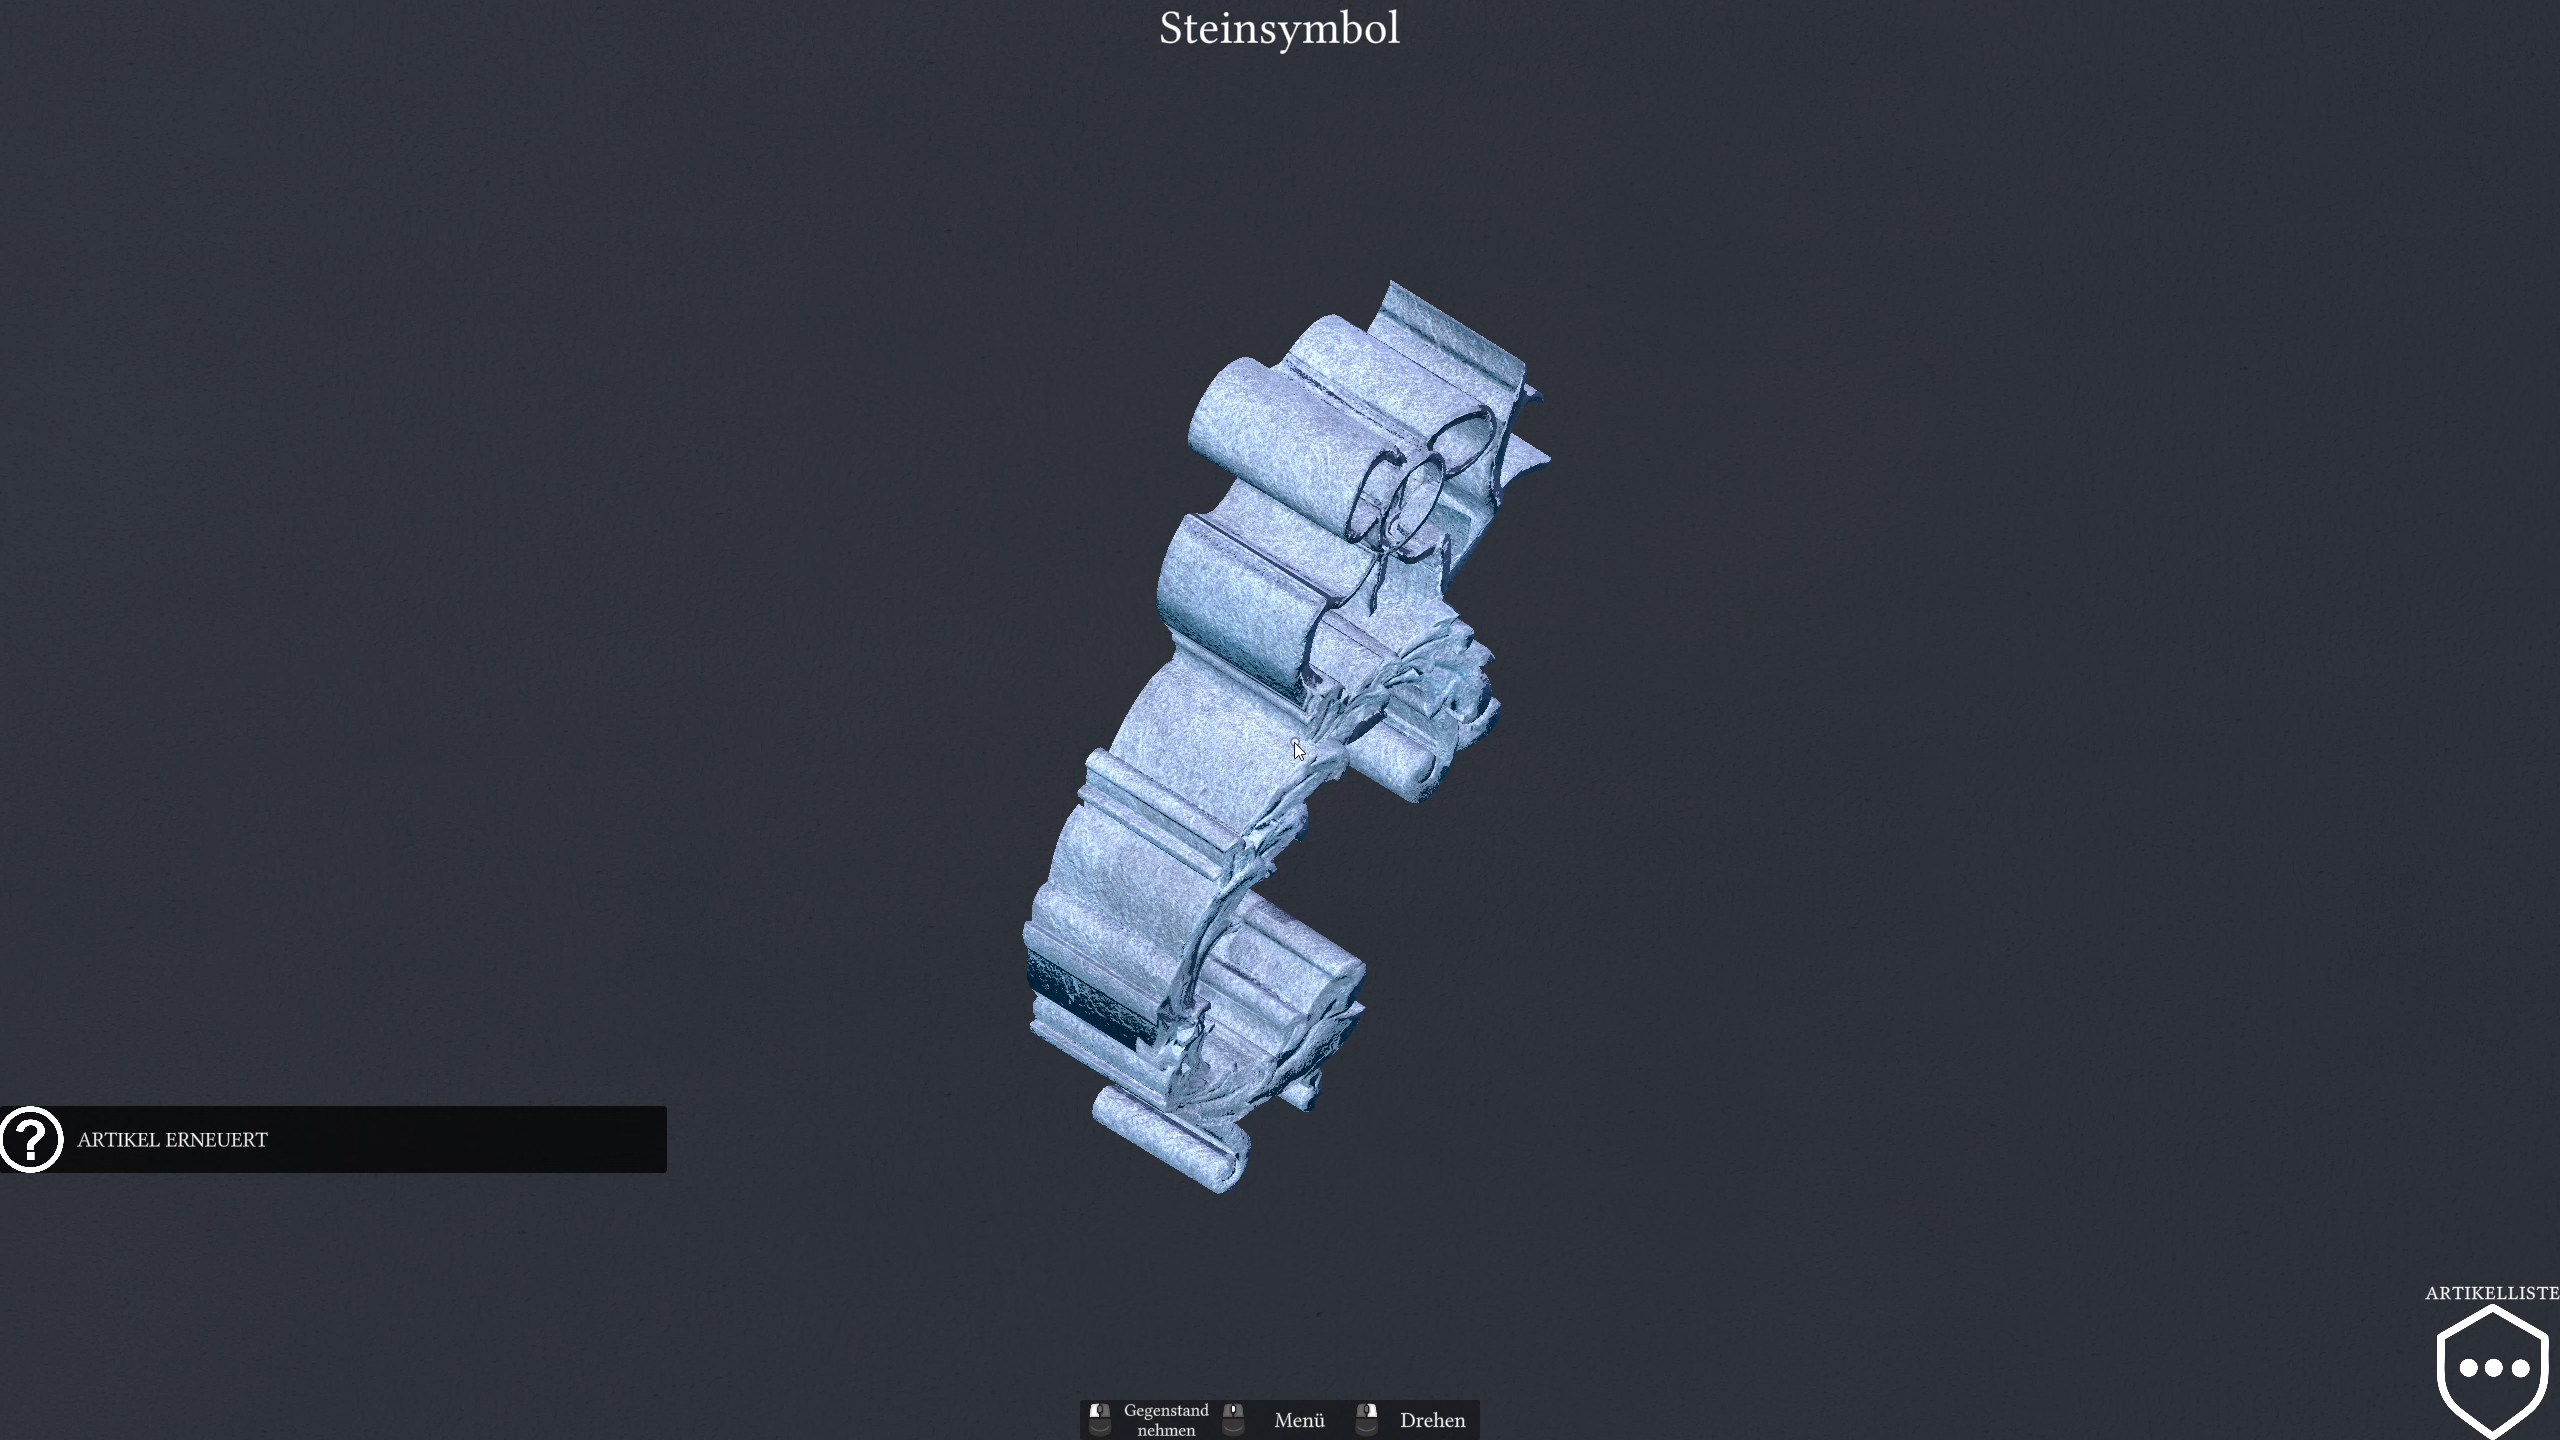 Steinsymbol
ARTIKEL ERNEUERT
ARTIKELLISTE
Gegenstand
nehmen
Menü
Drehen